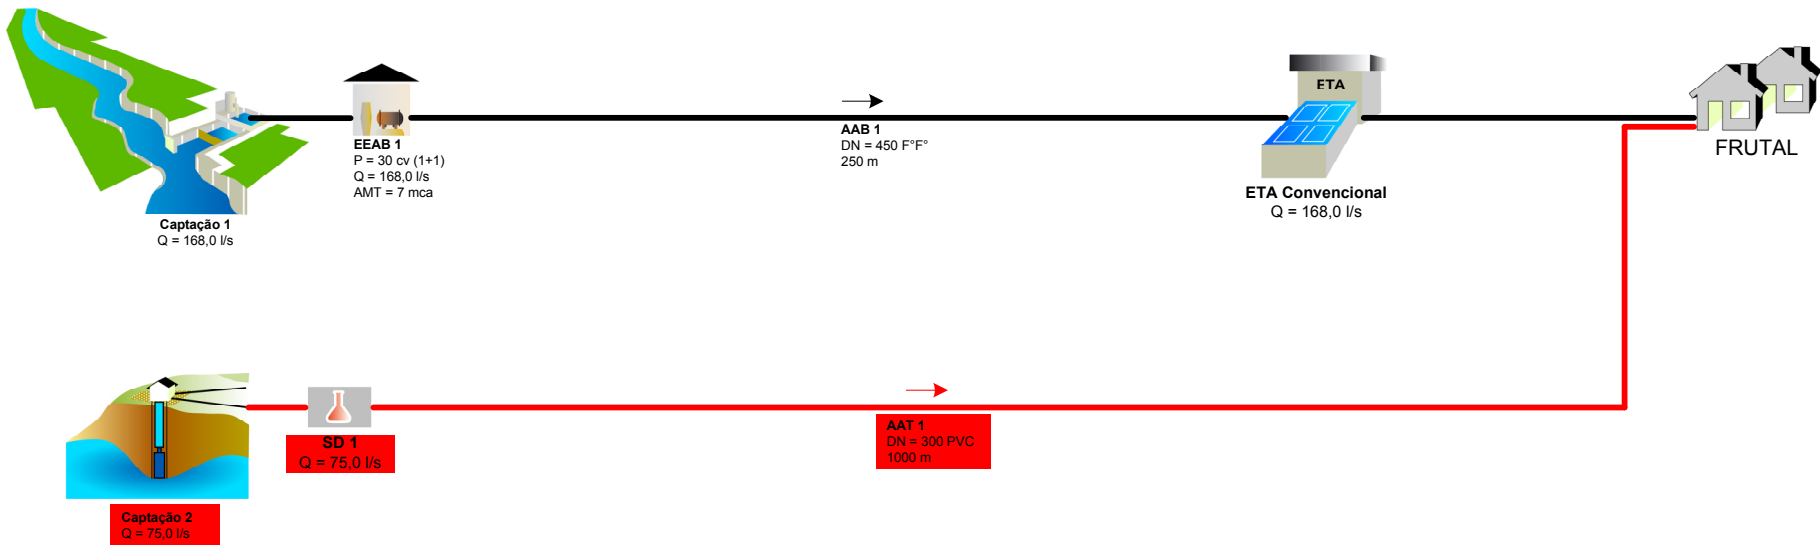 Captação 1
Q = 168,0 l/s
EEAB 1
P = 30 cv (1+1)
Q = 168,0 l/s
AMT = 7 mca
AAB 1
DN = 450 F°F°
250 m
ETA
ETA Convencional
Q = 168,0 l/s
FRUTAL
Captação 2
Q = 75,0 l/s
SD 1
Q = 75,0 l/s
AAT 1
DN = 300 PVC
1000 m